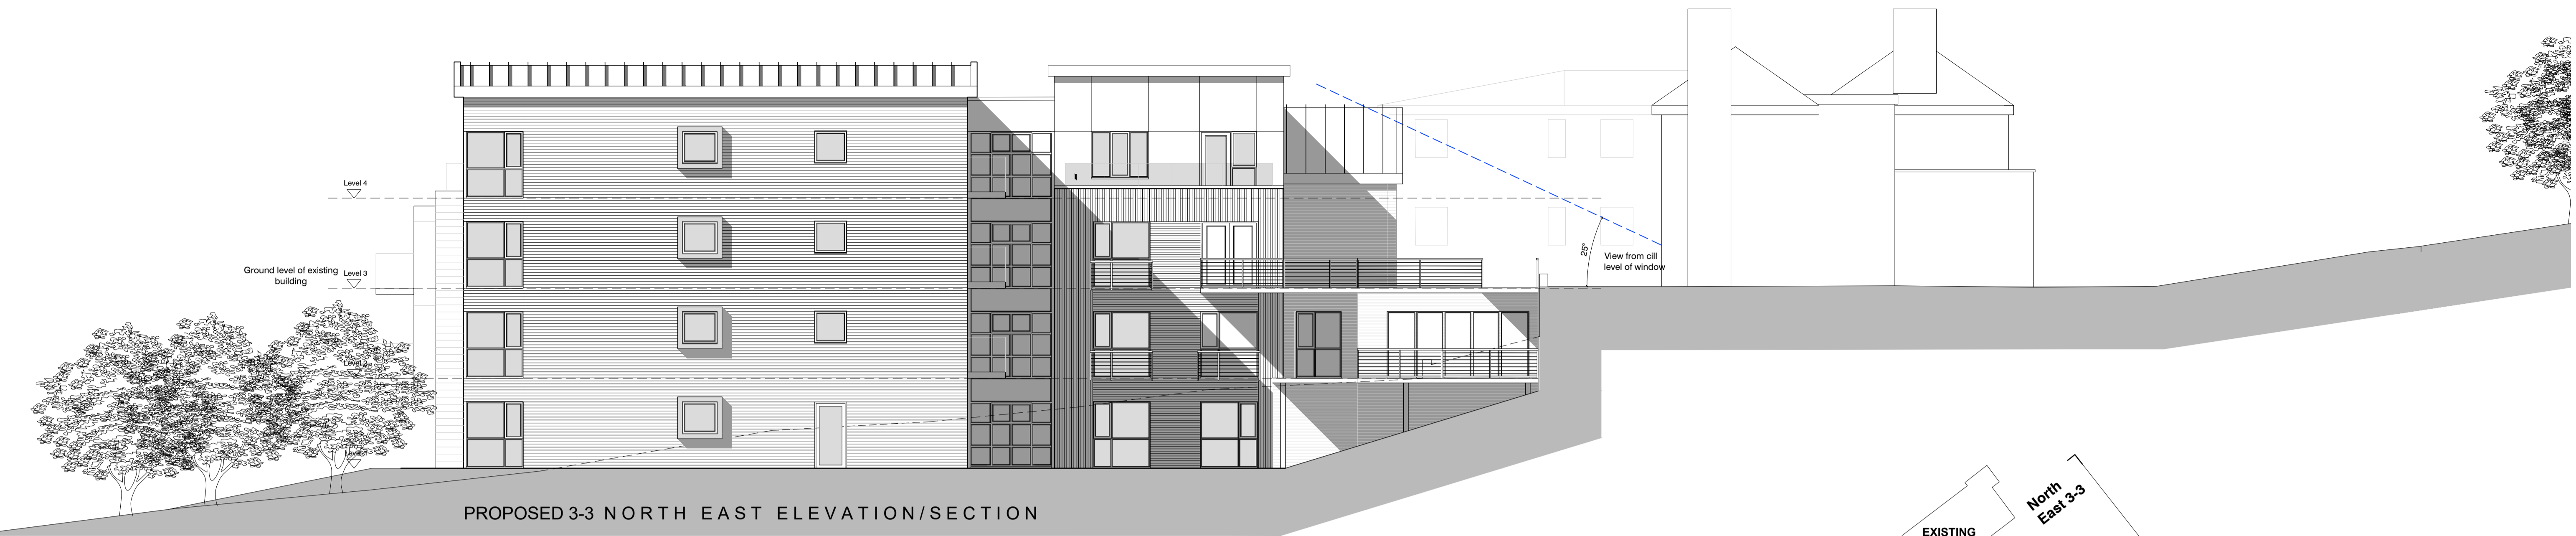 Level 4
Ground level of existing
building
Level 3
25°
View from cill
level of window
PROPOSED 3-3 NORTH EAST ELEVATION/SECTION
North
East 3-3
EXISTING